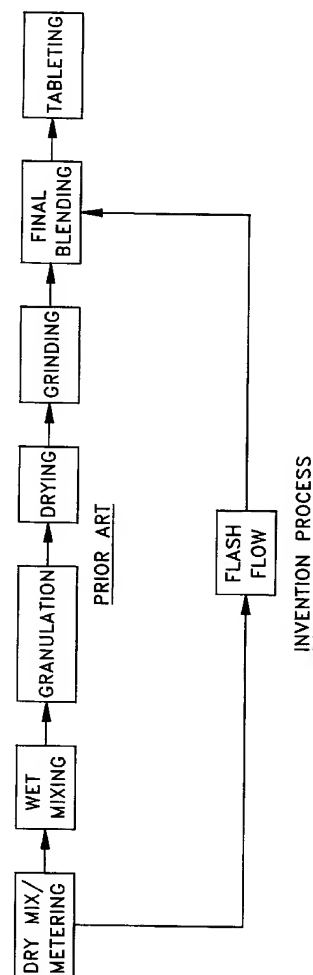 DRY MIX/
METERING
WET
MIXING
GRANULATION
DRYING
GRINDING
FINAL
BLENDING
TABLETING
PRIOR ART
FLASH
FLOW
INVENTION PROCESS